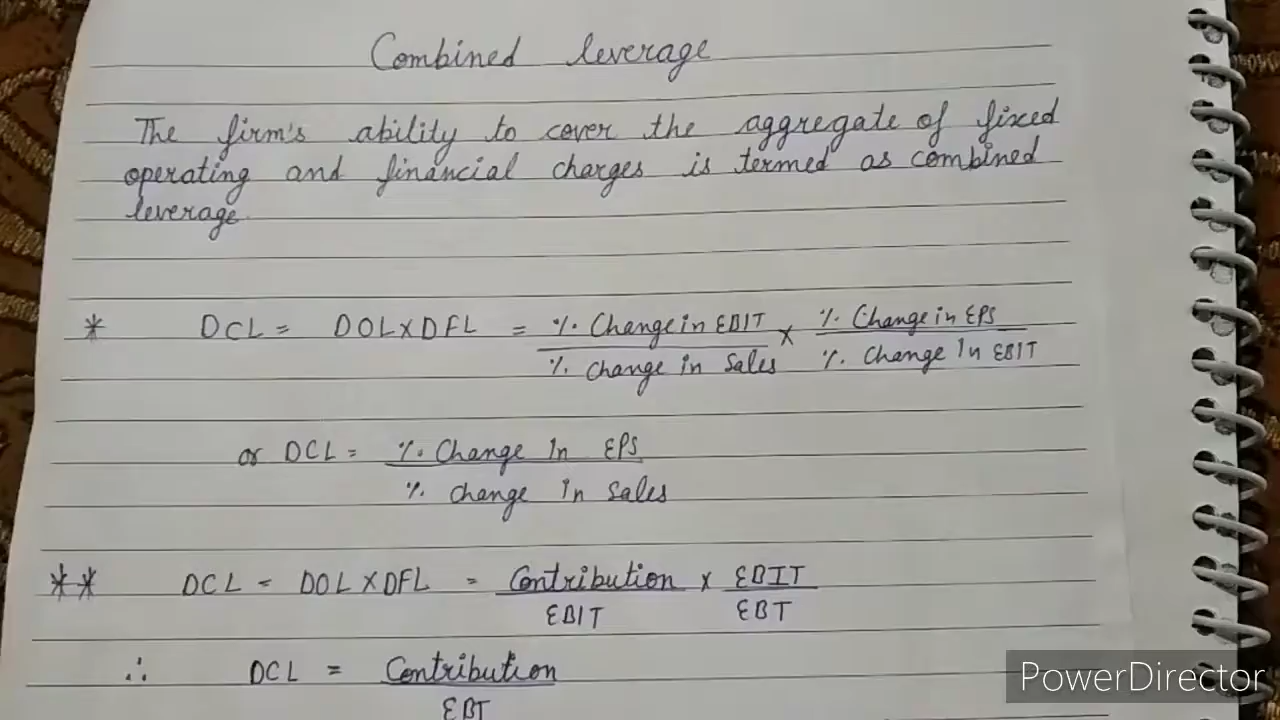 Combined leverage
The firm's ability to cover the aggregate of fixed
operating and financial charges is termed as combined
leverage
* DCL = DOL X DFL = %. Change in EBIT / %. Change in Sales X %. Change in EPS / %. Change In EBIT
or DCL = %. Change In EPS / %. Change In Sales
** DCL = DOL X DFL = Contribution / EBIT X EBIT / EBT
∴ DCL = Contribution / EBT
PowerDirector